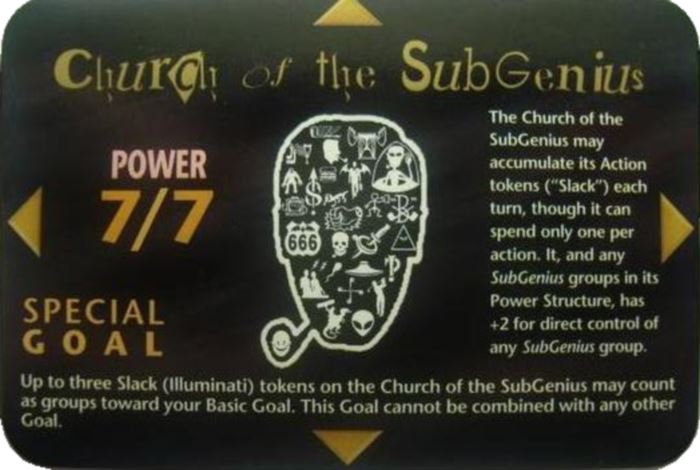 Church of the SubGenius
POWER
7/7
SPECIAL
GOAL
666
The Church of the
SubGenius may
accumulate its Action
tokens (“Slack”) each
turn, though it can
spend only one per
action. It, and any
SubGenius groups in its
Power Structure, has
+2 for direct control of
any SubGenius group.
Up to three Slack (Illuminati) tokens on the Church of the SubGenius may count
as groups toward your Basic Goal. This Goal cannot be combined with any other
Goal.